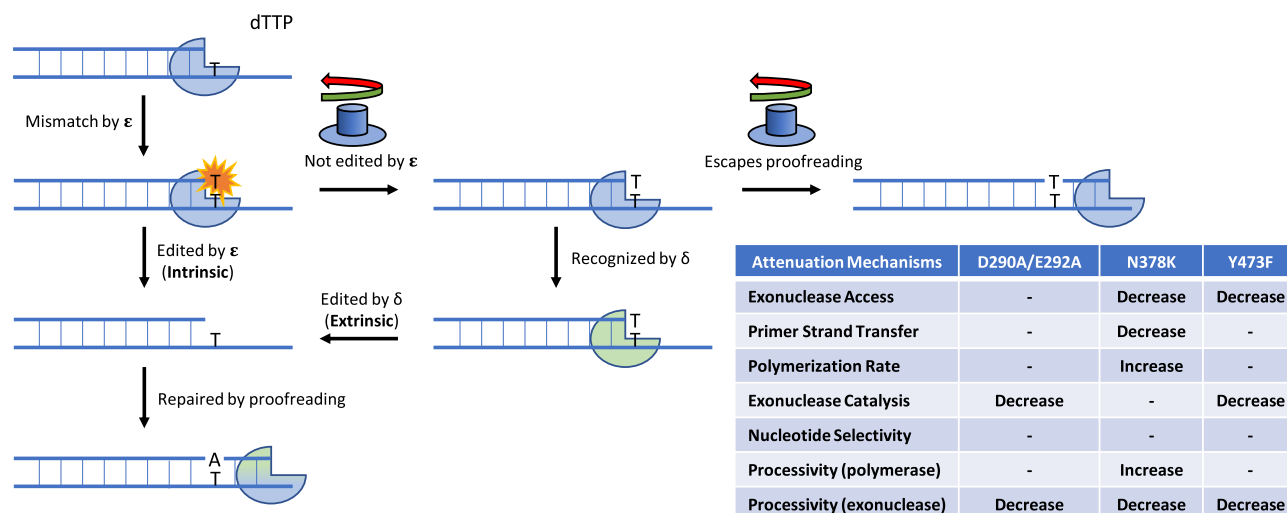 dTTP
T
Mismatch by ε
Not edited by ε
Escapes proofreading
T
T
T
T
T
T
Edited by ε
(Intrinsic)
Recognized by δ
Edited by δ
(Extrinsic)
T
T
T
Repaired by proofreading
A
T
Attenuation Mechanisms D290A/E292A N378K Y473F
Exonuclease Access - Decrease Decrease
Primer Strand Transfer - Decrease -
Polymerization Rate - Increase -
Exonuclease Catalysis Decrease - Decrease
Nucleotide Selectivity - - -
Processivity (polymerase) - Increase -
Processivity (exonuclease) Decrease Decrease Decrease